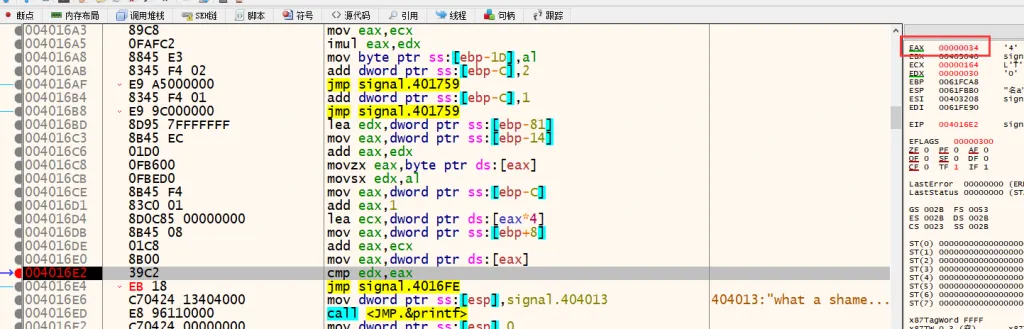 断点 内存布局 调用堆栈 SEH链 脚本 符号 <> 源代码 引用 线程 句柄 跟踪
004016A3 89C8 mov eax,ecx
004016A5 0FAFC2 imul eax,edx
004016A8 8845 E3 mov byte ptr ss:[ebp-1D],al
8345 F4 02 add dword ptr ss:[ebp-C],2
004016AF E9 A5000000 jmp signal.401759
004016B4 8345 F4 01 add dword ptr ss:[ebp-C],1
004016B8 E9 9C000000 jmp signal.401759
004016BD 8D95 7FFFFFFF lea edx,dword ptr ss:[ebp-81]
004016C3 8B45 EC mov eax,dword ptr ss:[ebp-14]
004016C6 01D0 add eax,edx
004016C8 0FB600 movzx eax,byte ptr ds:[eax]
004016CB 0FBED0 movsx edx,al
004016CE 8B45 F4 mov eax,dword ptr ss:[ebp-C]
004016D1 83C0 01 add eax,1
004016D4 8D0C85 00000000 lea ecx,dword ptr ds:[eax*4]
004016DB 8B45 08 mov eax,dword ptr ss:[ebp+8]
004016DE 01C8 add eax,ecx
004016E0 8B00 mov eax,dword ptr ds:[eax]
004016E2 39C2 cmp edx,eax
004016E4 EB 18 jmp signal.4016FE
004016E6 C70424 13404000 mov dword ptr ss:[esp],signal.404013 404013:"what a shame...
004016ED E8 96110000 call <JMP.&printf>
C70424 00000000 mov dword ptr ss:[esp],0
EAX 00000034 '4'
EBX sign
ECX 00000164 L'Ť'
EDX 00000030 '0'
EBP 0061FCA8
ESP 0061FBB0
ESI 00403208 sign
EDI 0061FE90
EIP 004016E2 sign
EFLAGS 00000300
ZF 0 PF 0 AF 0
OF 0 SF 0 DF 0
CF 0 TF 1 IF 1
LastError 00000000 (ERR
LastStatus 00000000 (STA
GS 002B FS 0053
ES 002B DS 002B
CS 0023 SS 002B
ST(0) 0000000000000000
ST(1) 0000000000000000
ST(2) 0000000000000000
ST(3) 0000000000000000
ST(4) 0000000000000000
ST(5) 0000000000000000
ST(6) 0000000000000000
ST(7) 0000000000000000
x87TagWord FFFF